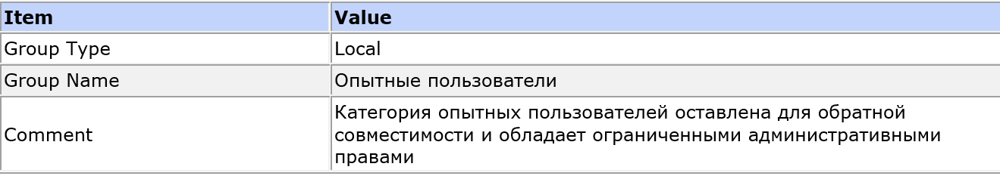 Item Value
Group Type Local
Group Name Опытные пользователи
Comment Категория опытных пользователей оставлена для обратной
совместимости и обладает ограниченными административными
правами